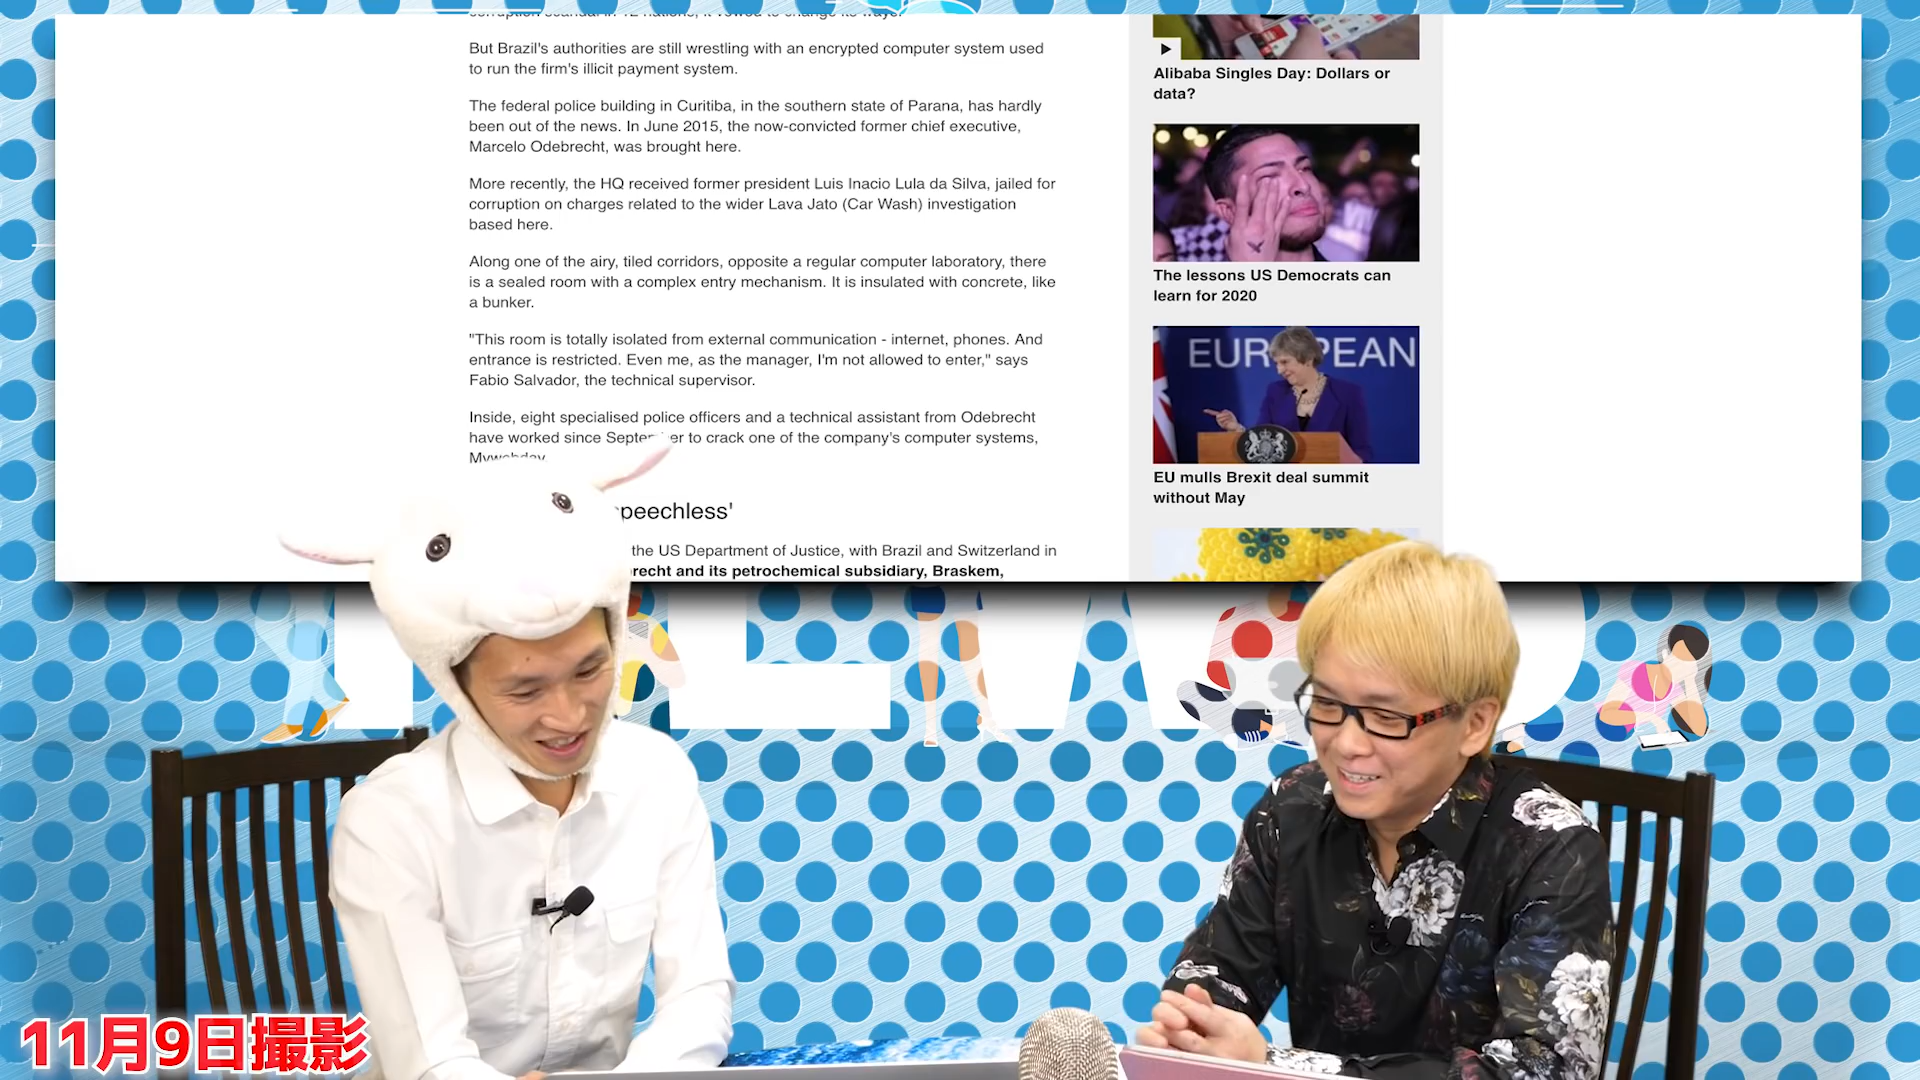 But Brazil's authorities are still wrestling with an encrypted computer system used
to run the firm's illicit payment system.
The federal police building in Curitiba, in the southern state of Parana, has hardly
been out of the news. In June 2015, the now-convicted former chief executive,
Marcelo Odebrecht, was brought here.
More recently, the HQ received former president Luis Inacio Lula da Silva, jailed for
corruption on charges related to the wider Lava Jato (Car Wash) investigation
based here.
Along one of the airy, tiled corridors, opposite a regular computer laboratory, there
is a sealed room with a complex entry mechanism. It is insulated with concrete, like
a bunker.
"This room is totally isolated from external communication - internet, phones. And
entrance is restricted. Even me, as the manager, I'm not allowed to enter," says
Fabio Salvador, the technical supervisor.
Inside, eight specialised police officers and a technical assistant from Odebrecht
have worked since September to crack one of the company's computer systems,
Mywebday.
speechless'
the US Department of Justice, with Brazil and Switzerland in
recht and its petrochemical subsidiary, Braskem,
Alibaba Singles Day: Dollars or
data?
The lessons US Democrats can
learn for 2020
EUROPEAN
EU mulls Brexit deal summit
without May
11月9日撮影